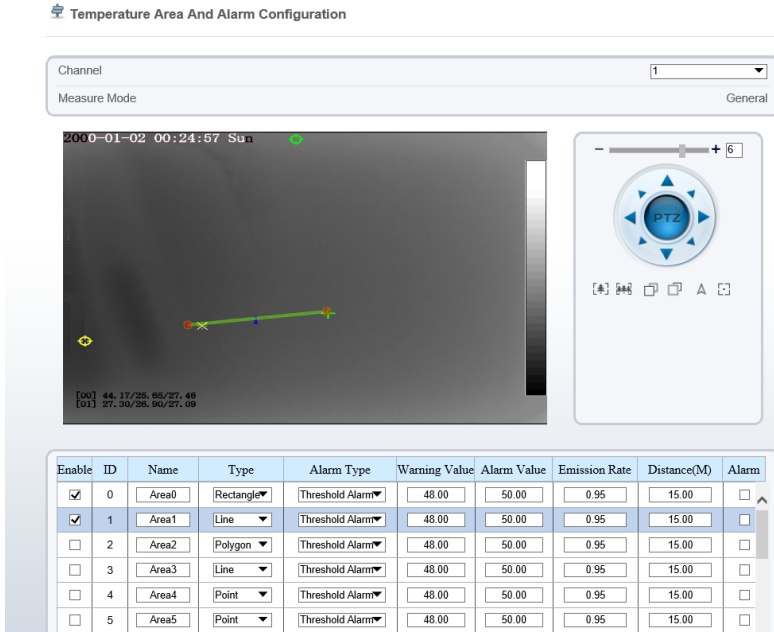 Temperature Area And Alarm Configuration
Channel 1
Measure Mode General
2000-01-02 00:24:57 Sun
6
PTZ
[00] 44.17/25.65/27.46
[01] 27.30/26.90/27.09
Enable ID Name Type Alarm Type Warning Value Alarm Value Emission Rate Distance(M) Alarm
0 Area0 Rectangle Threshold Alarm 48.00 50.00 0.95 15.00
1 Area1 Line Threshold Alarm 48.00 50.00 0.95 15.00
2 Area2 Polygon Threshold Alarm 48.00 50.00 0.95 15.00
3 Area3 Line Threshold Alarm 48.00 50.00 0.95 15.00
4 Area4 Point Threshold Alarm 48.00 50.00 0.95 15.00
5 Area5 Point Threshold Alarm 48.00 50.00 0.95 15.00